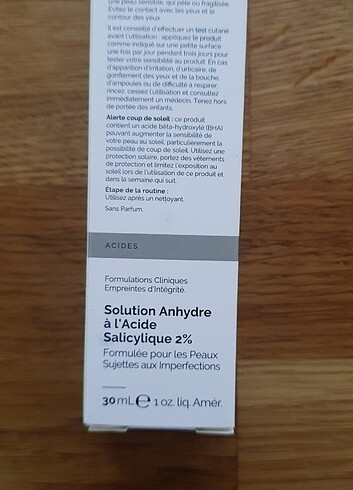 une peau sensible, qui pèle ou fragilisée.
Évitez le contact avec les yeux et le
contour des yeux.
Il est conseillé d'effectuer un test cutané
avant l'utilisation : appliquez le produit
comme indiqué sur une petite surface
une fois par jour pendant trois jours pour
tester votre sensibilité au produit. En cas
d'apparition d'irritation, d'urticaire, de
gonflement des yeux et de la bouche,
d'ampoules ou de difficulté à respirer,
rincez, cessez l'utilisation et consultez
immédiatement un médecin. Tenez hors
de portée des enfants.
Alerte coup de soleil : ce produit
contient un acide bêta-hydroxylé (BHA)
pouvant augmenter la sensibilité de
votre peau au soleil, particulièrement la
possibilité de coup de soleil. Utilisez une
protection solaire, portez des vêtements
de protection et limitez l'exposition au
soleil lors de l'utilisation de ce produit et
dans la semaine qui suit.
Étape de la routine :
Utilisez après un nettoyant.
Sans Parfum.
ACIDES
Formulations Cliniques
Empreintes d'Intégrité.
Solution Anhydre
à l'Acide
Salicylique 2%
Formulée pour les Peaux
Sujettes aux Imperfections
30 mL ℮ 1 oz. liq. Amér.